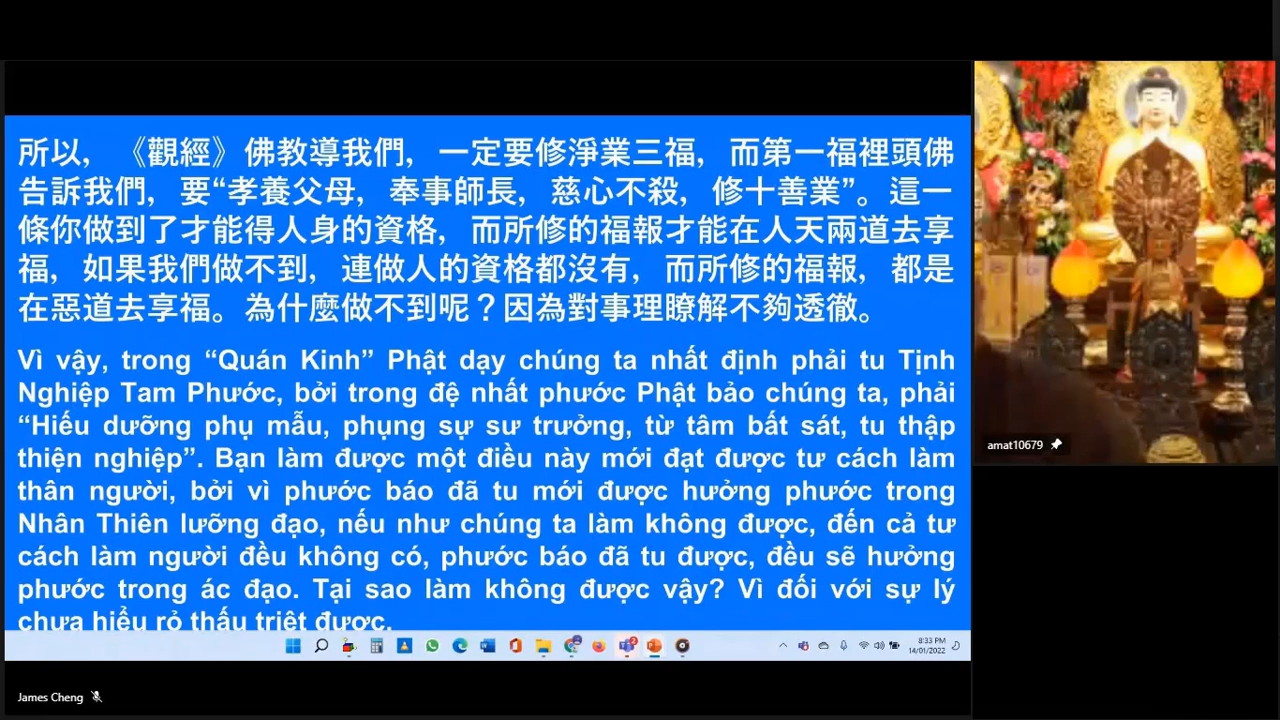 所以，《觀經》佛教導我們，一定要修淨業三福，而第一福裡頭佛
告訴我們，要“孝養父母，奉事師長，慈心不殺，修十善業”。這一
條你做到了才能得人身的資格，而所修的福報才能在人天兩道去享
福，如果我們做不到，連做人的資格都沒有，而所修的福報，都是
在惡道去享福。為什麼做不到呢？因為對事理瞭解不夠透徹。
Vì vậy, trong “Quán Kinh” Phật dạy chúng ta nhất định phải tu Tịnh
Nghiệp Tam Phước, bởi trong đệ nhất phước Phật bảo chúng ta, phải
“Hiếu dưỡng phụ mẫu, phụng sự sư trưởng, từ tâm bất sát, tu thập
thiện nghiệp”. Bạn làm được một điều này mới đạt được tư cách làm
thân người, bởi vì phước báo đã tu mới được hưởng phước trong
Nhân Thiên lưỡng đạo, nếu như chúng ta làm không được, đến cả tư
cách làm người đều không có, phước báo đã tu được, đều sẽ hưởng
phước trong ác đạo. Tại sao làm không được vậy? Vì đối với sự lý
chưa hiểu rỏ thấu triệt được.
amat10679
8:33 PM
14/01/2022
James Cheng